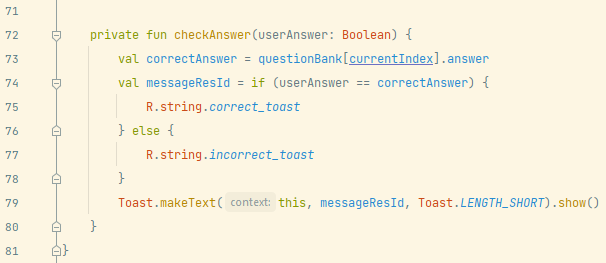 71
72 private fun checkAnswer(userAnswer: Boolean) {
73 val correctAnswer = questionBank[currentIndex].answer
74 val messageResId = if (userAnswer == correctAnswer) {
75 R.string.correct_toast
76 } else {
77 R.string.incorrect_toast
78 }
79 Toast.makeText( context: this, messageResId, Toast.LENGTH_SHORT).show()
80 }
81 }